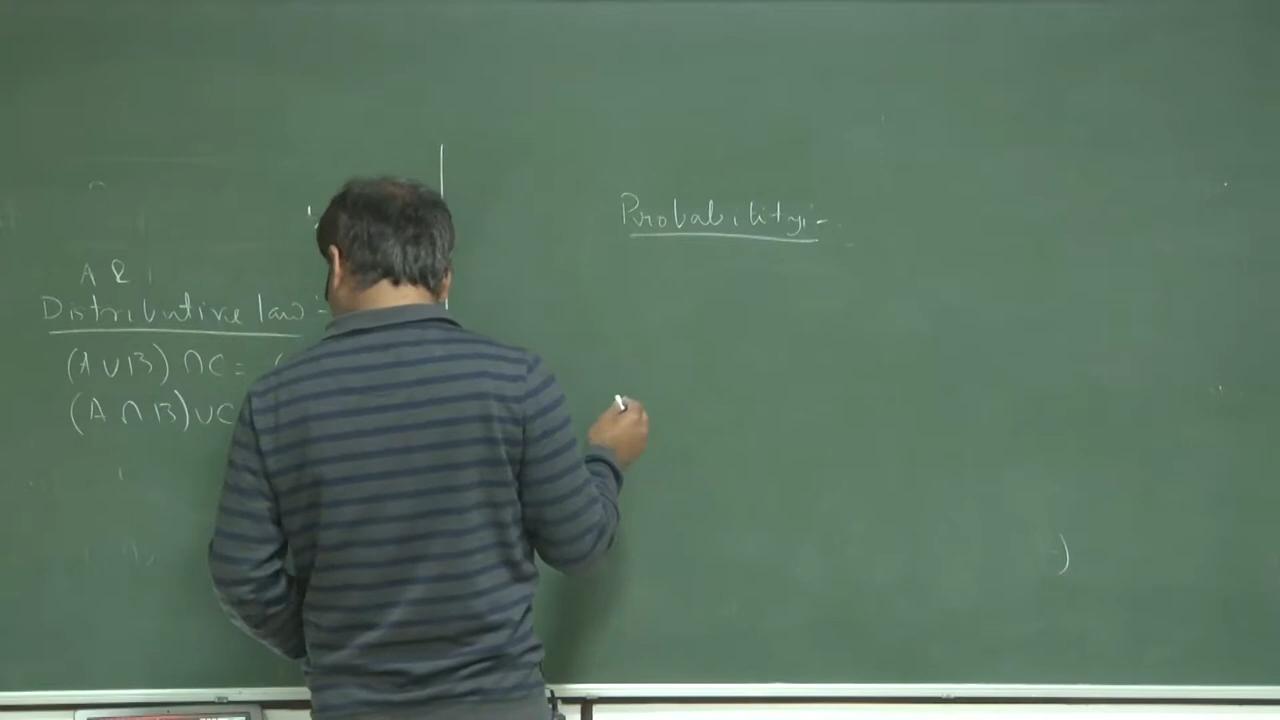 A &
Distributive law :-
(A ∪ B) ∩ C = (
(A ∩ B) ∪ C
Probability :-
)